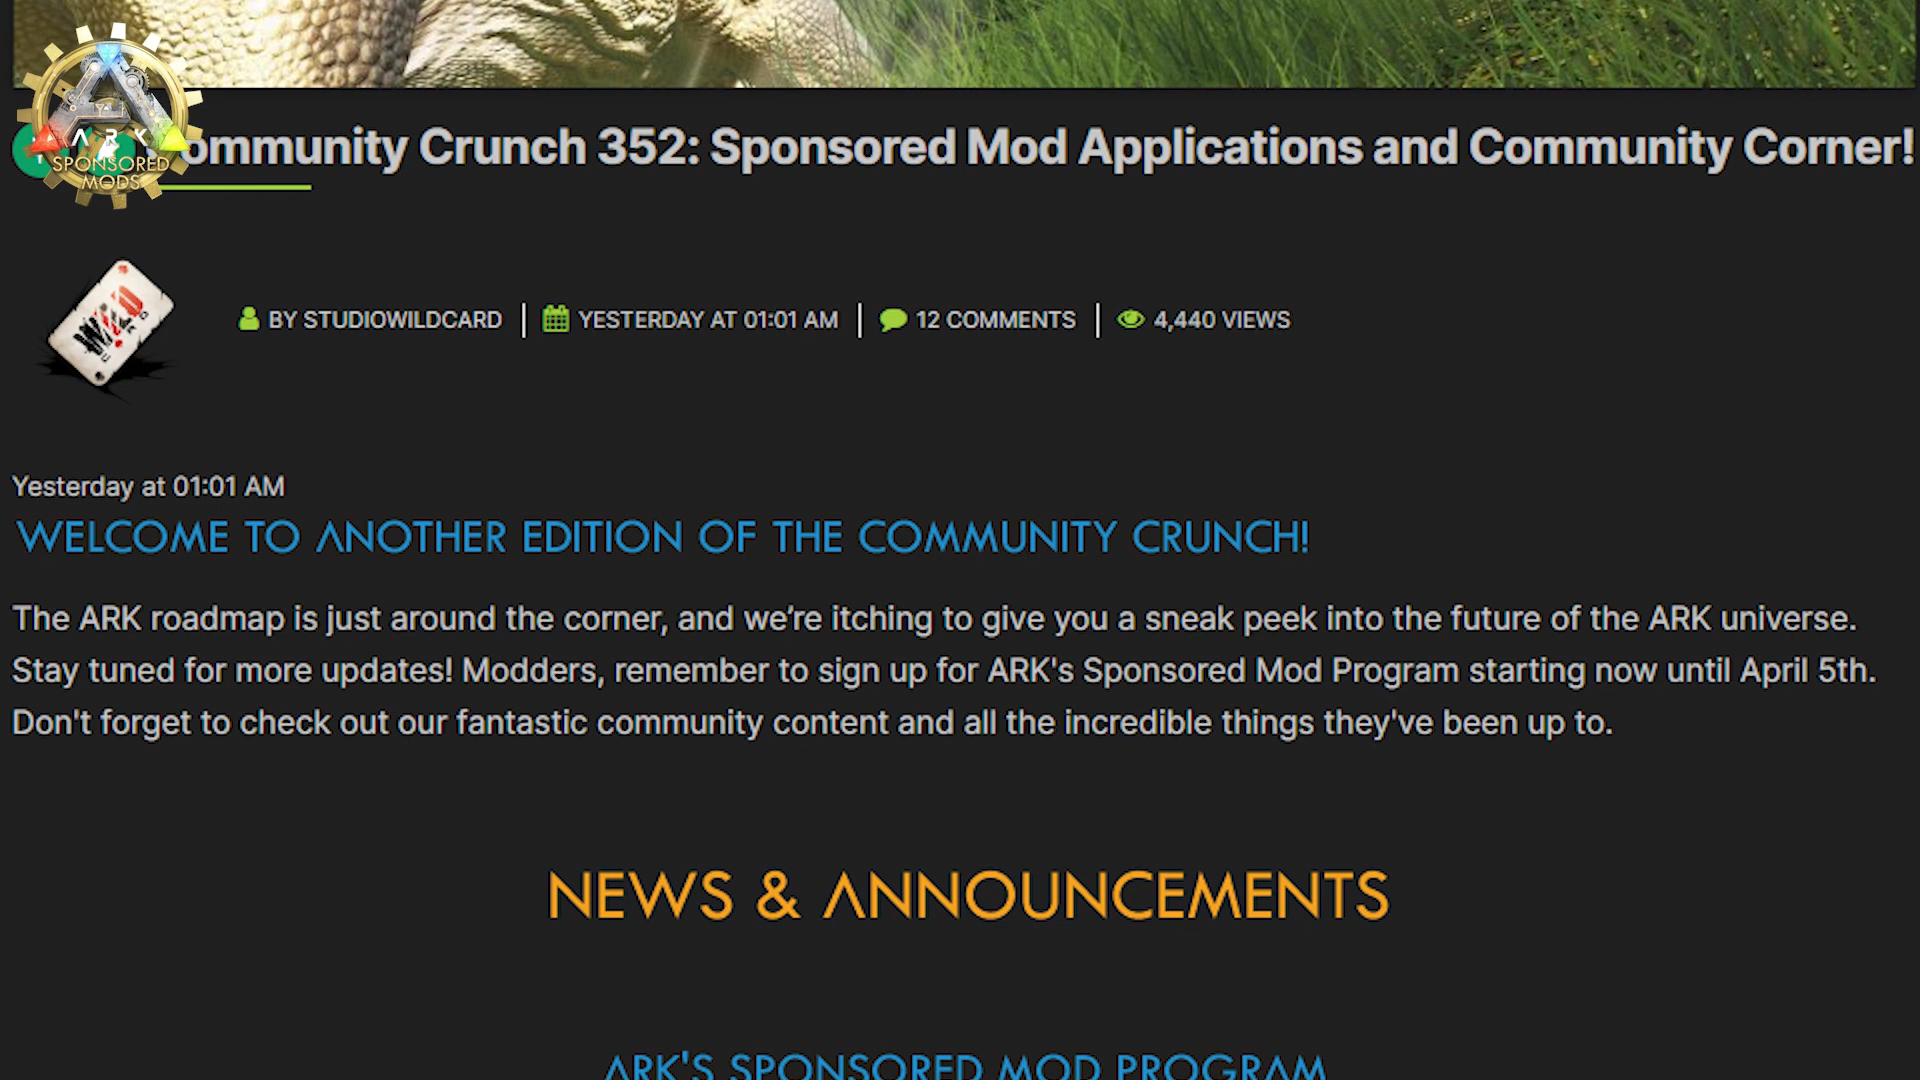 ARK
SPONSORED
MODS
ommunity Crunch 352: Sponsored Mod Applications and Community Corner!
WILD
BY STUDIOWILDCARD | YESTERDAY AT 01:01 AM | 12 COMMENTS | 4,440 VIEWS
Yesterday at 01:01 AM
WELCOME TO ANOTHER EDITION OF THE COMMUNITY CRUNCH!
The ARK roadmap is just around the corner, and we’re itching to give you a sneak peek into the future of the ARK universe.
Stay tuned for more updates! Modders, remember to sign up for ARK's Sponsored Mod Program starting now until April 5th.
Don't forget to check out our fantastic community content and all the incredible things they've been up to.
NEWS & ANNOUNCEMENTS
ARK'S SPONSORED MOD PROGRAM